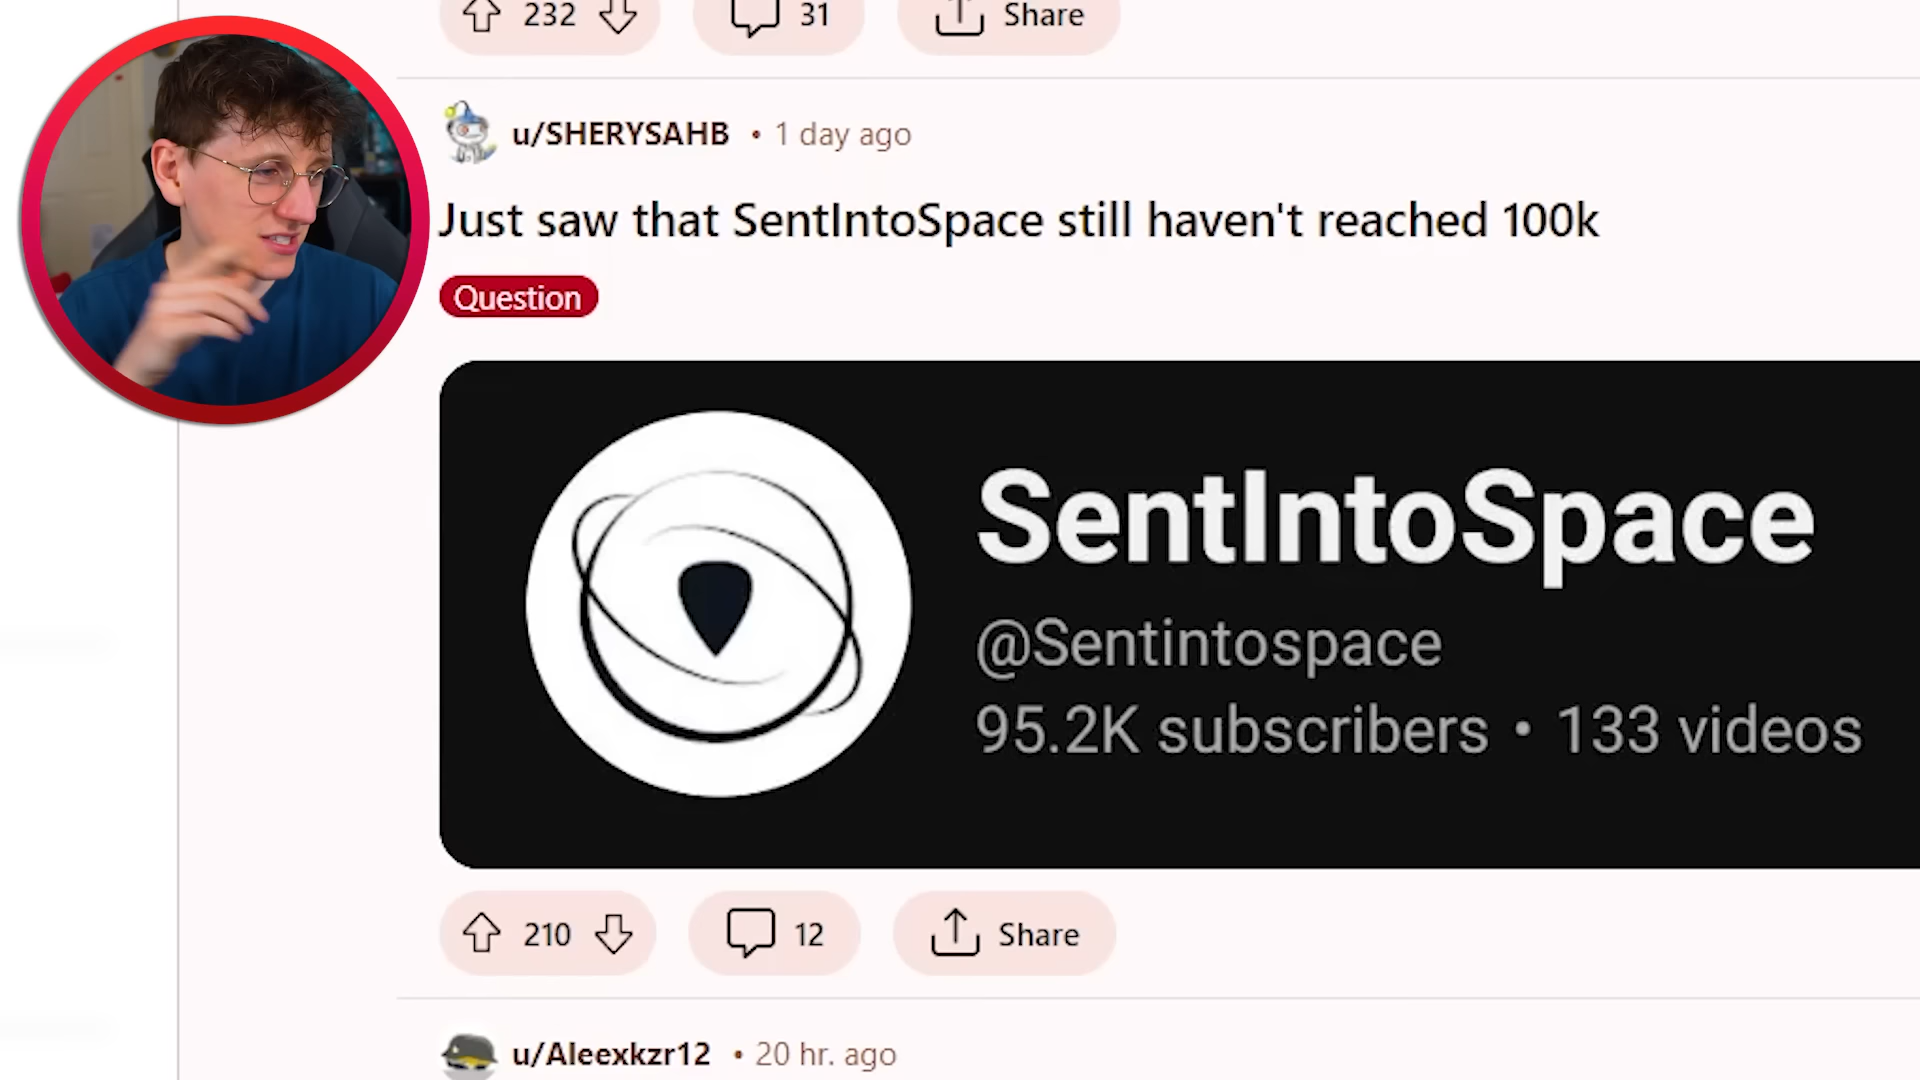 232
31
Share
u/SHERYSAHB • 1 day ago
Just saw that SentIntoSpace still haven't reached 100k
Question
SentIntoSpace
@Sentintospace
95.2K subscribers • 133 videos
210
12
Share
u/Aleexkzr12 • 20 hr. ago